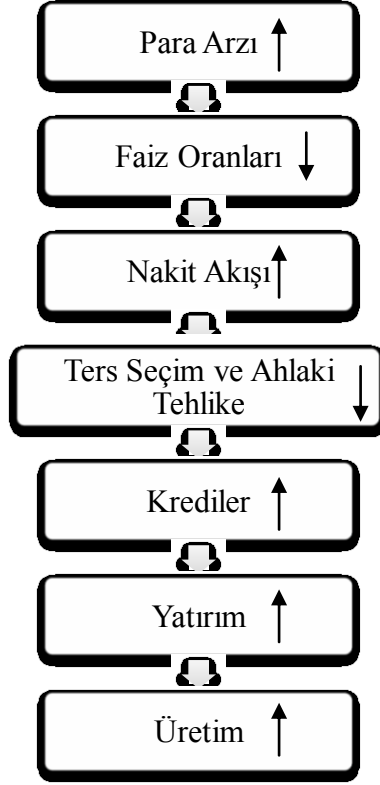 Para Arzı
Faiz Oranları
Nakit Akışı
Ters Seçim ve Ahlaki
Tehlike
Krediler
Yatırım
Üretim